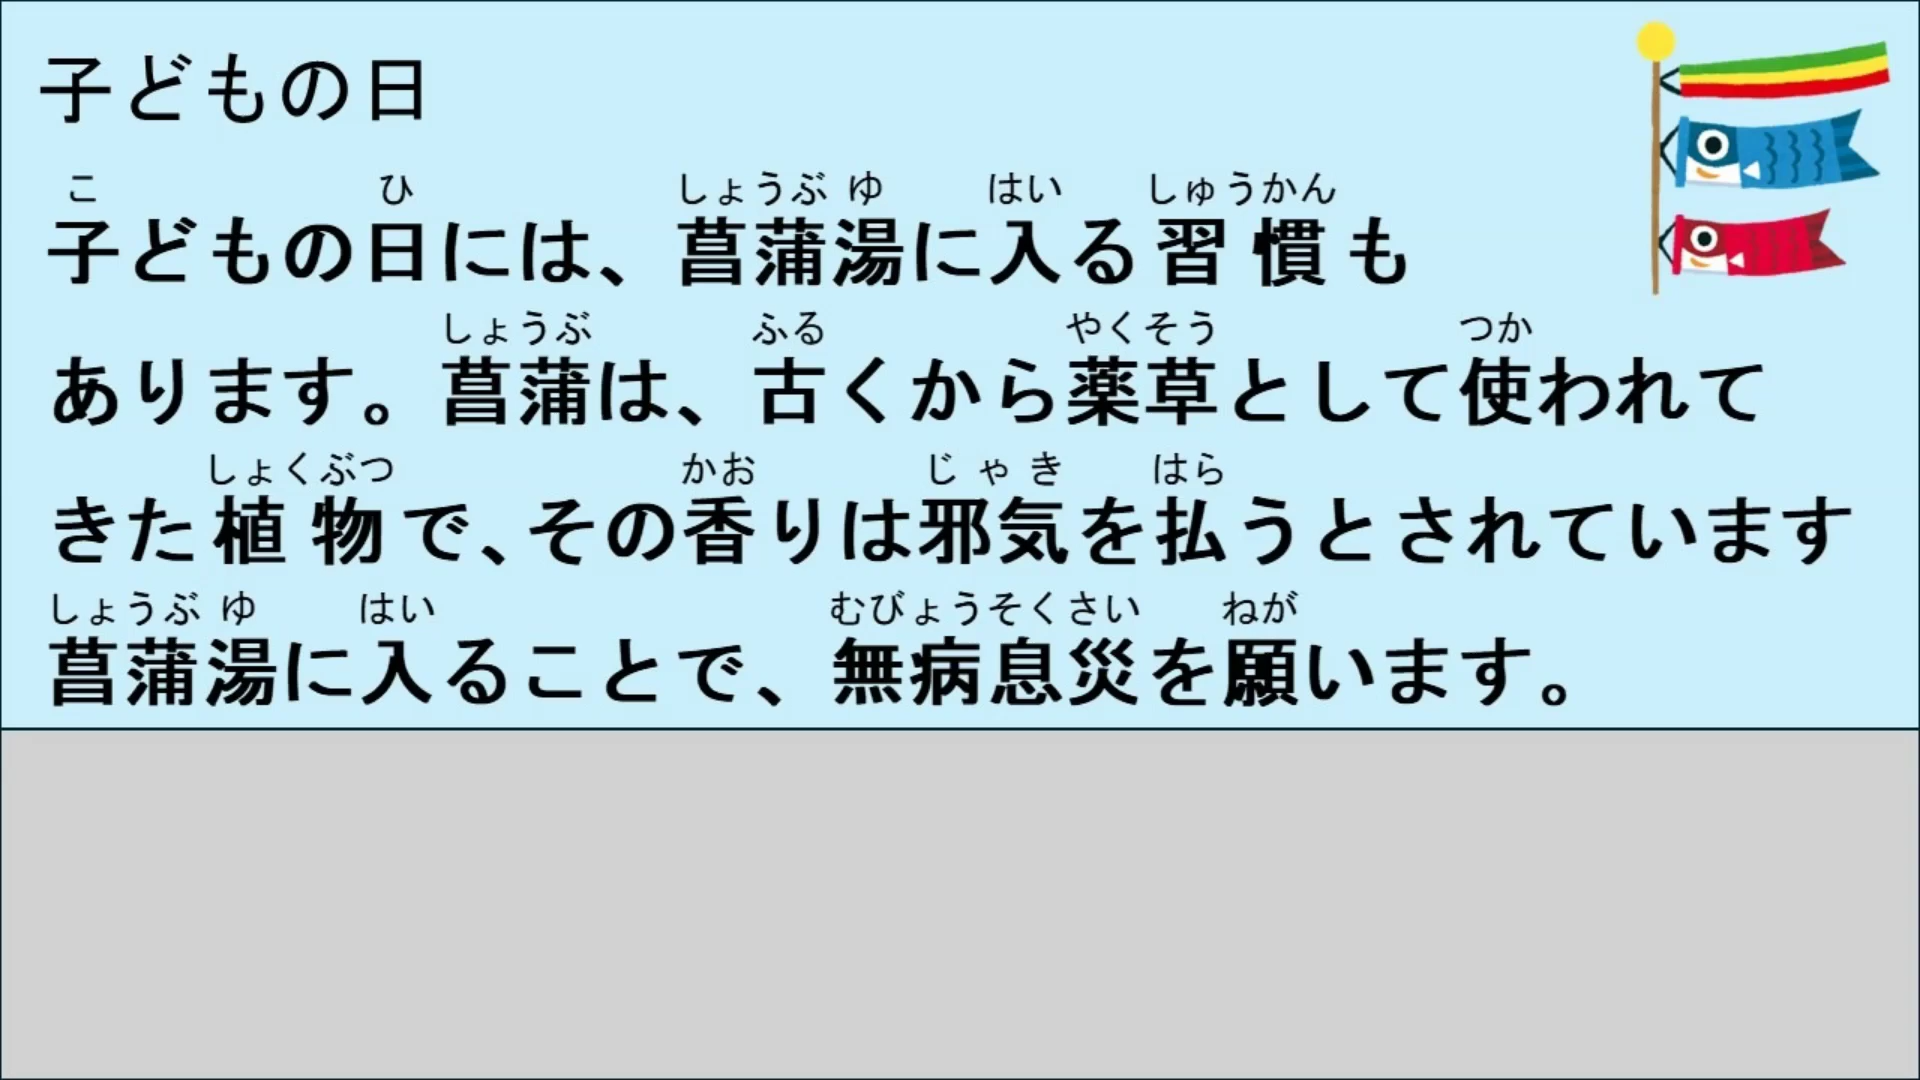 子どもの日
こ ひ しょうぶ ゆ はい しゅうかん
子どもの日には、菖蒲湯に入る習慣も
しょうぶ ふる やくそう つか
あります。菖蒲は、古くから薬草として使われて
しょくぶつ かお じゃき はら
きた植物で、その香りは邪気を払うとされています
しょうぶ ゆ はい むびょうそくさい ねが
菖蒲湯に入ることで、無病息災を願います。